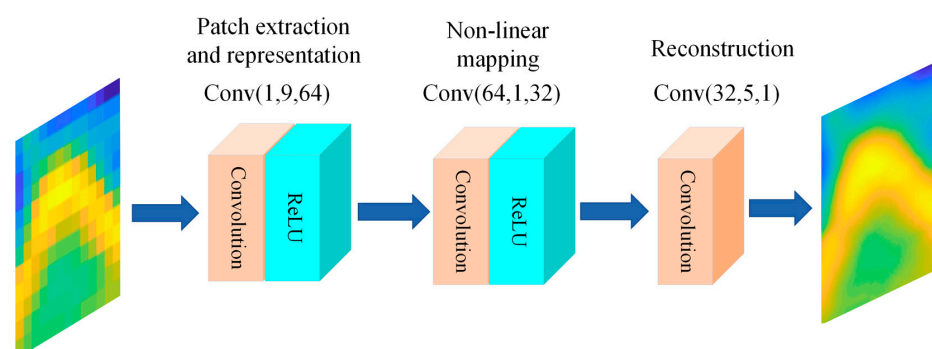 Patch extraction
and representation
Conv(1,9,64)
Non-linear
mapping
Conv(64,1,32)
Reconstruction
Conv(32,5,1)
Convolution
ReLU
Convolution
ReLU
Convolution